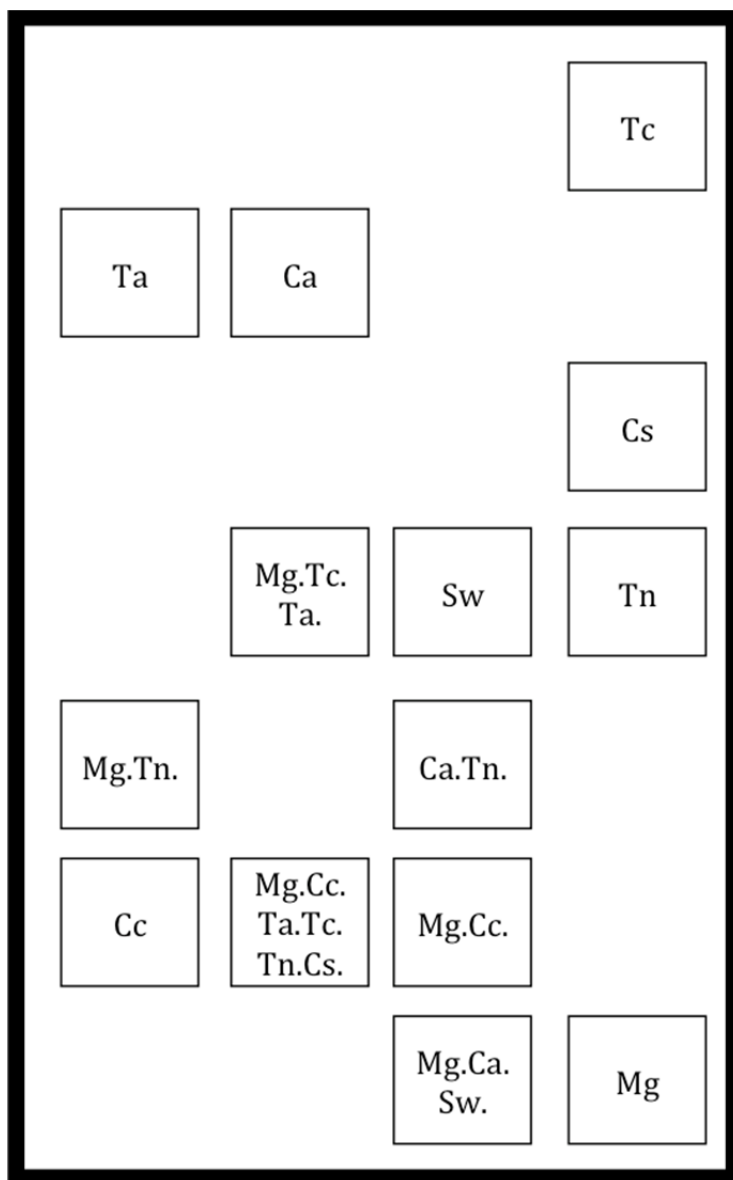 Tc
Ta
Ca
Cs
Mg.Tc.
Ta.
Sw
Tn
Mg.Tn.
Ca.Tn.
Cc
Mg.Cc.
Ta.Tc.
Tn.Cs.
Mg.Cc.
Mg.Ca.
Sw.
Mg